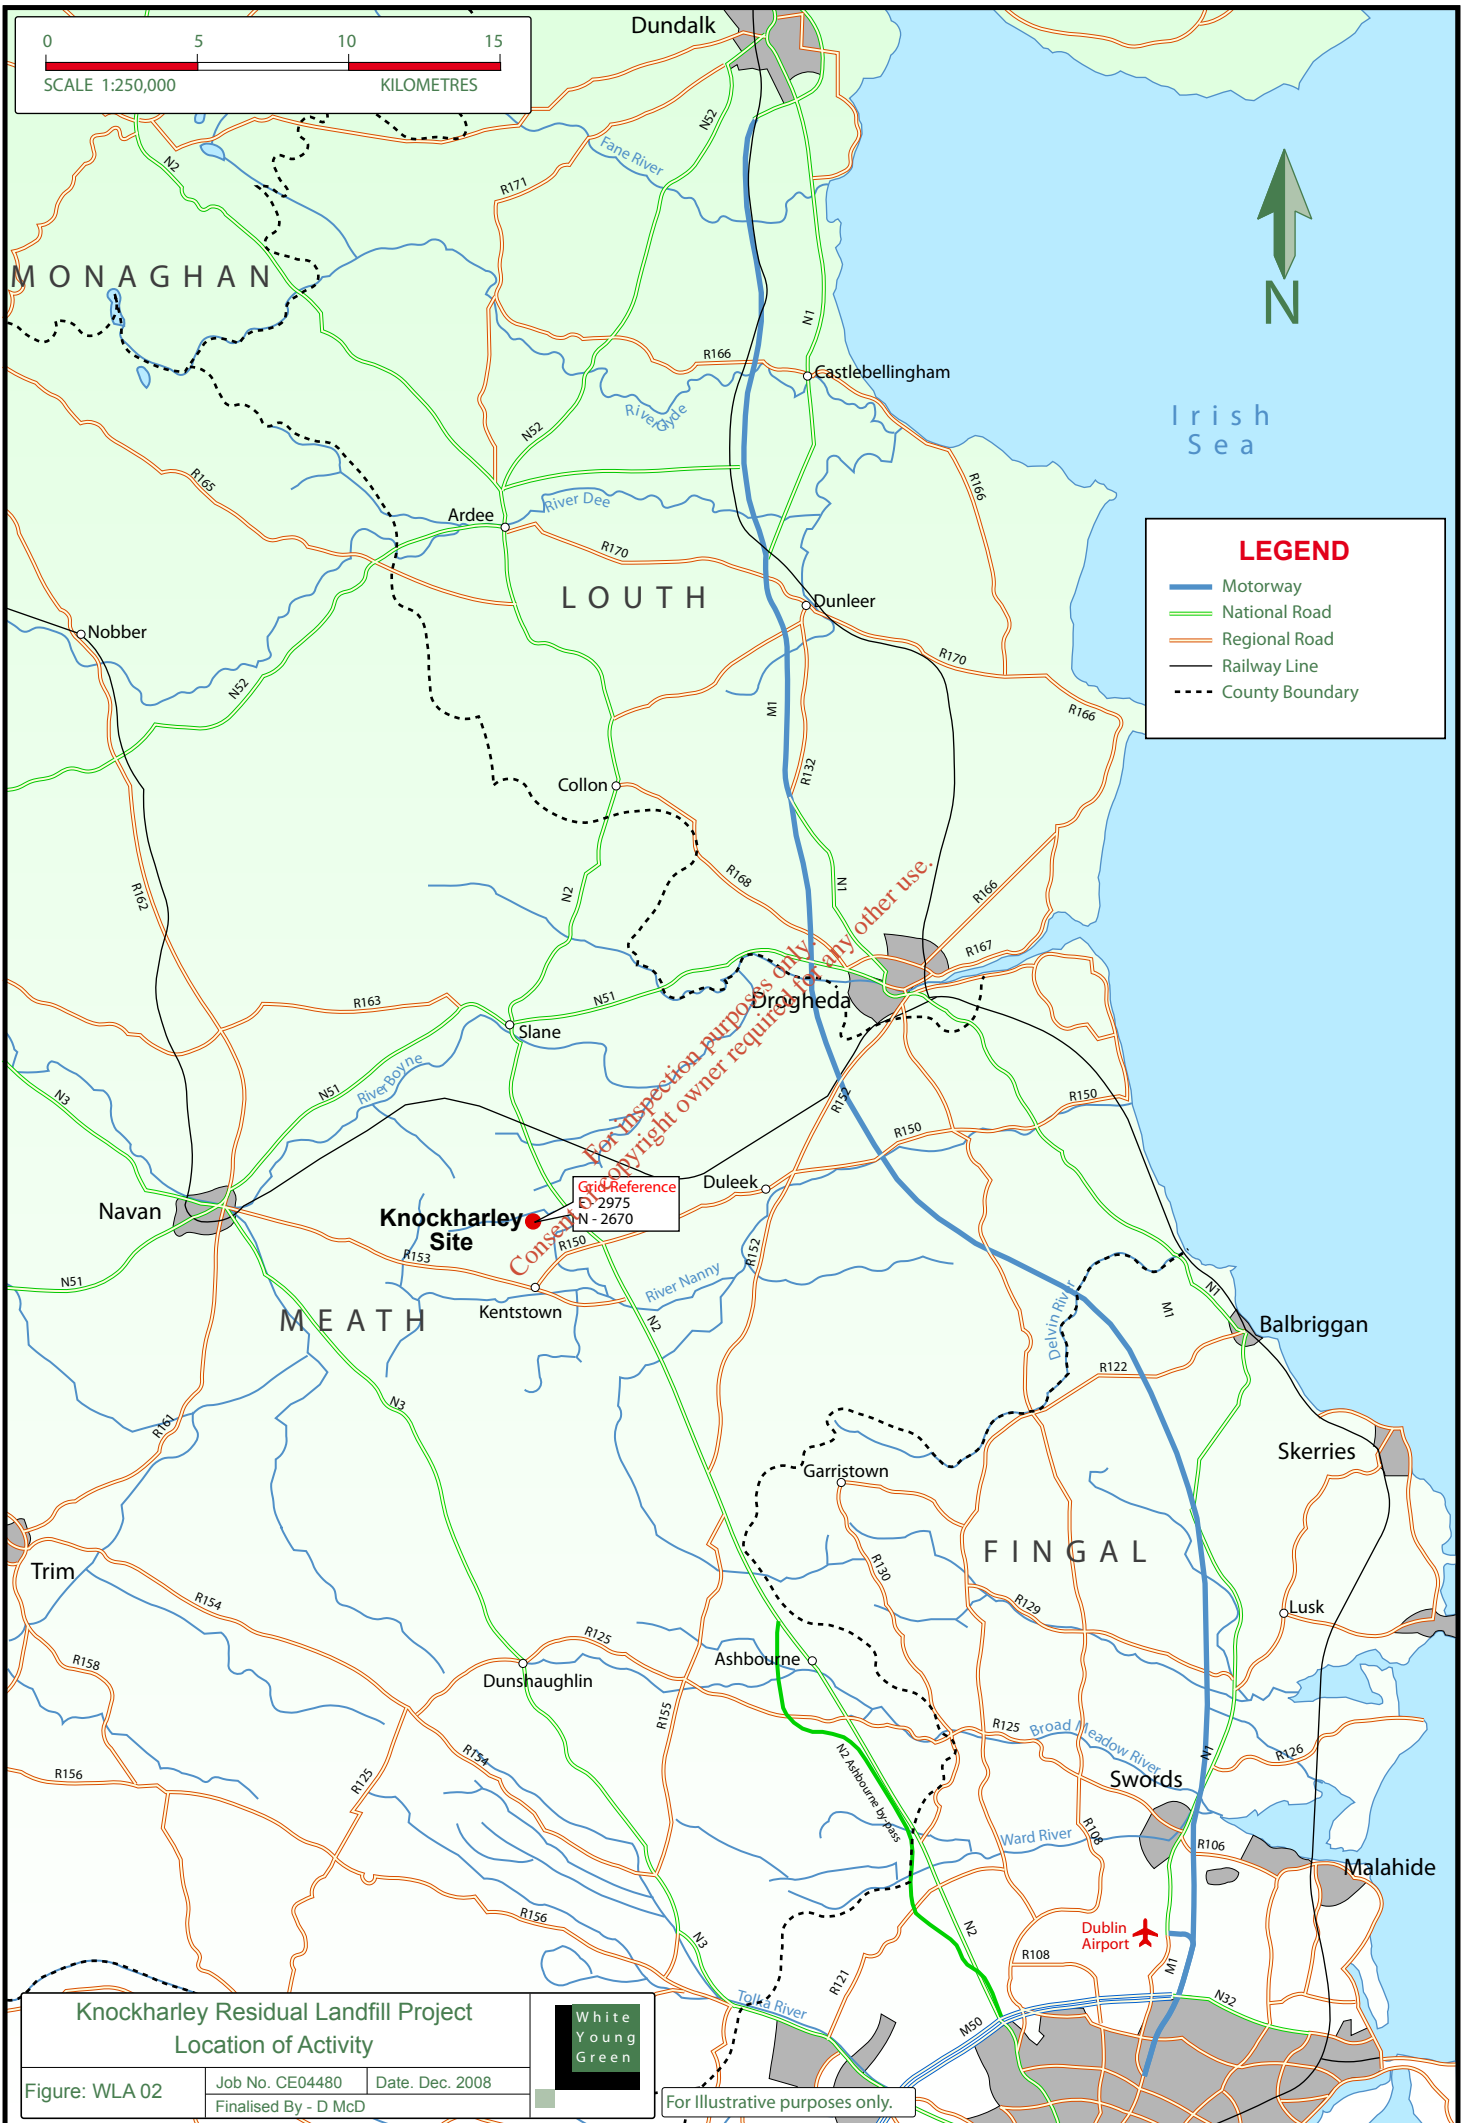 Dundalk
0 5 10 15
SCALE 1:250,000 KILOMETRES
N52
N2
Fane River
R171
MONAGHAN
N
N1
R166
Castlebellingham
Irish
Sea
River Glyde
N52
R165
R166
Ardee
River Dee
R170
LOUTH
Dunleer
LEGEND
Motorway
National Road
Regional Road
Railway Line
County Boundary
Nobber
R170
N52
M1
R166
R132
Collon
R168
N1
R162
N2
R166
R167
R163
N51
Drogheda
Slane
River Boyne
N51
N3
R152
R150
R150
For inspection purposes only.
Consent of copyright owner required for any other use.
Grid Reference
E - 2975
N - 2670
Duleek
Navan
Knockharley
Site
R150
R153
R152
N51
River Nanny
Kentstown
MEATH
N2
Delvin River
M1
N1
Balbriggan
R122
N3
R161
Skerries
Garristown
FINGAL
Trim
R130
R154
R129
Lusk
R125
R158
Ashbourne
Dunshaughlin
R155
R125
Broad Meadow River
N1
R126
R154
N2 Ashbourne by-pass
R156
R125
Swords
R108
Ward River
R106
Malahide
R156
N2
Dublin
Airport
N3
R108
M1
R121
Tolka River
N32
M50
Knockharley Residual Landfill Project
Location of Activity
White
Young
Green
Figure: WLA 02
Job No. CE04480
Date. Dec. 2008
Finalised By - D McD
For Illustrative purposes only.